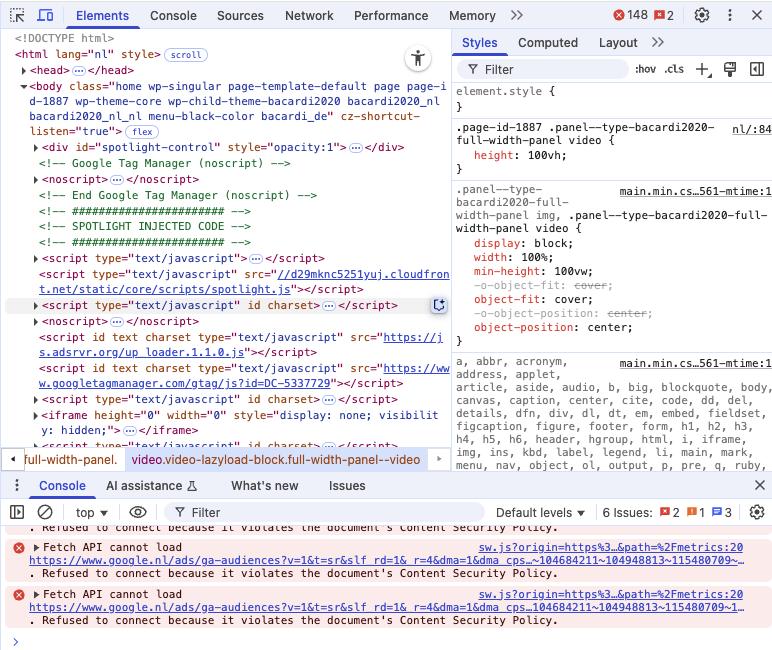 Elements Console Sources Network Performance Memory 148 2
<!DOCTYPE html>
<html lang="nl" style> scroll
<head> … </head>
<body class="home wp-singular page-template-default page page-i
d-1887 wp-theme-core wp-child-theme-bacardi2020 bacardi2020_nl
bacardi2020_nl_nl menu-black-color bacardi_de" cz-shortcut-
listen="true"> flex
<div id="spotlight-control" style="opacity:1"> … </div>
<!-- Google Tag Manager (noscript) -->
<noscript> … </noscript>
<!-- End Google Tag Manager (noscript) -->
<!-- ####################### -->
<!-- SPOTLIGHT INJECTED CODE -->
<!-- ####################### -->
<script type="text/javascript"> … </script>
<script type="text/javascript" src="//d29mknc5251yuj.cloudfron
t.net/static/core/scripts/spotlight.js"></script>
<script type="text/javascript" id charset> … </script>
<noscript> … </noscript>
<script id text charset type="text/javascript" src="https://j
s.adsrvr.org/up_loader.1.1.0.js"></script>
<script id text charset type="text/javascript" src="https://ww
w.googletagmanager.com/gtag/js?id=DC-5337729"></script>
<script type="text/javascript" id charset> … </script>
<iframe height="0" width="0" style="display: none; visibilit
y: hidden;"> … </iframe>
<script type="text/javascript" id charset> … </script>
full-width-panel. video.video-lazyload-block.full-width-panel--video
Styles Computed Layout
Filter :hov .cls
element.style {
}
.page-id-1887 .panel--type-bacardi2020- nl/:84
full-width-panel video {
height: 100vh;
}
.panel--type- main.min.cs…561-mtime:1
bacardi2020-full-
width-panel img, .panel--type-bacardi2020-full-
width-panel video {
display: block;
width: 100%;
min-height: 100vw;
-o-object-fit: cover;
object-fit: cover;
-o-object-position: center;
object-position: center;
}
a, abbr, acronym, main.min.cs…561-mtime:1
address, applet,
article, aside, audio, b, big, blockquote, body,
canvas, caption, center, cite, code, dd, del,
details, dfn, div, dl, dt, em, embed, fieldset,
figcaption, figure, footer, form, h1, h2, h3,
h4, h5, h6, header, hgroup, html, i, iframe,
img, ins, kbd, label, legend, li, main, mark,
menu, nav, object, ol, output, p, pre, q, ruby,
Console AI assistance What's new Issues
top Filter Default levels 6 Issues: 2 1 3
. Refused to connect because it violates the document's Content Security Policy.
Fetch API cannot load sw.js?origin=https%3…&path=%2Fmetrics:20
https://www.google.nl/ads/ga-audiences?v=1&t=sr&slf_rd=1&_r=4&dma=1&dma_cps…~104684211~104948813~115480709~…
. Refused to connect because it violates the document's Content Security Policy.
Fetch API cannot load sw.js?origin=https%3…&path=%2Fmetrics:20
https://www.google.nl/ads/ga-audiences?v=1&t=sr&slf_rd=1&_r=4&dma=1&dma_cps…104684211~104948813~115480709~1…
. Refused to connect because it violates the document's Content Security Policy.